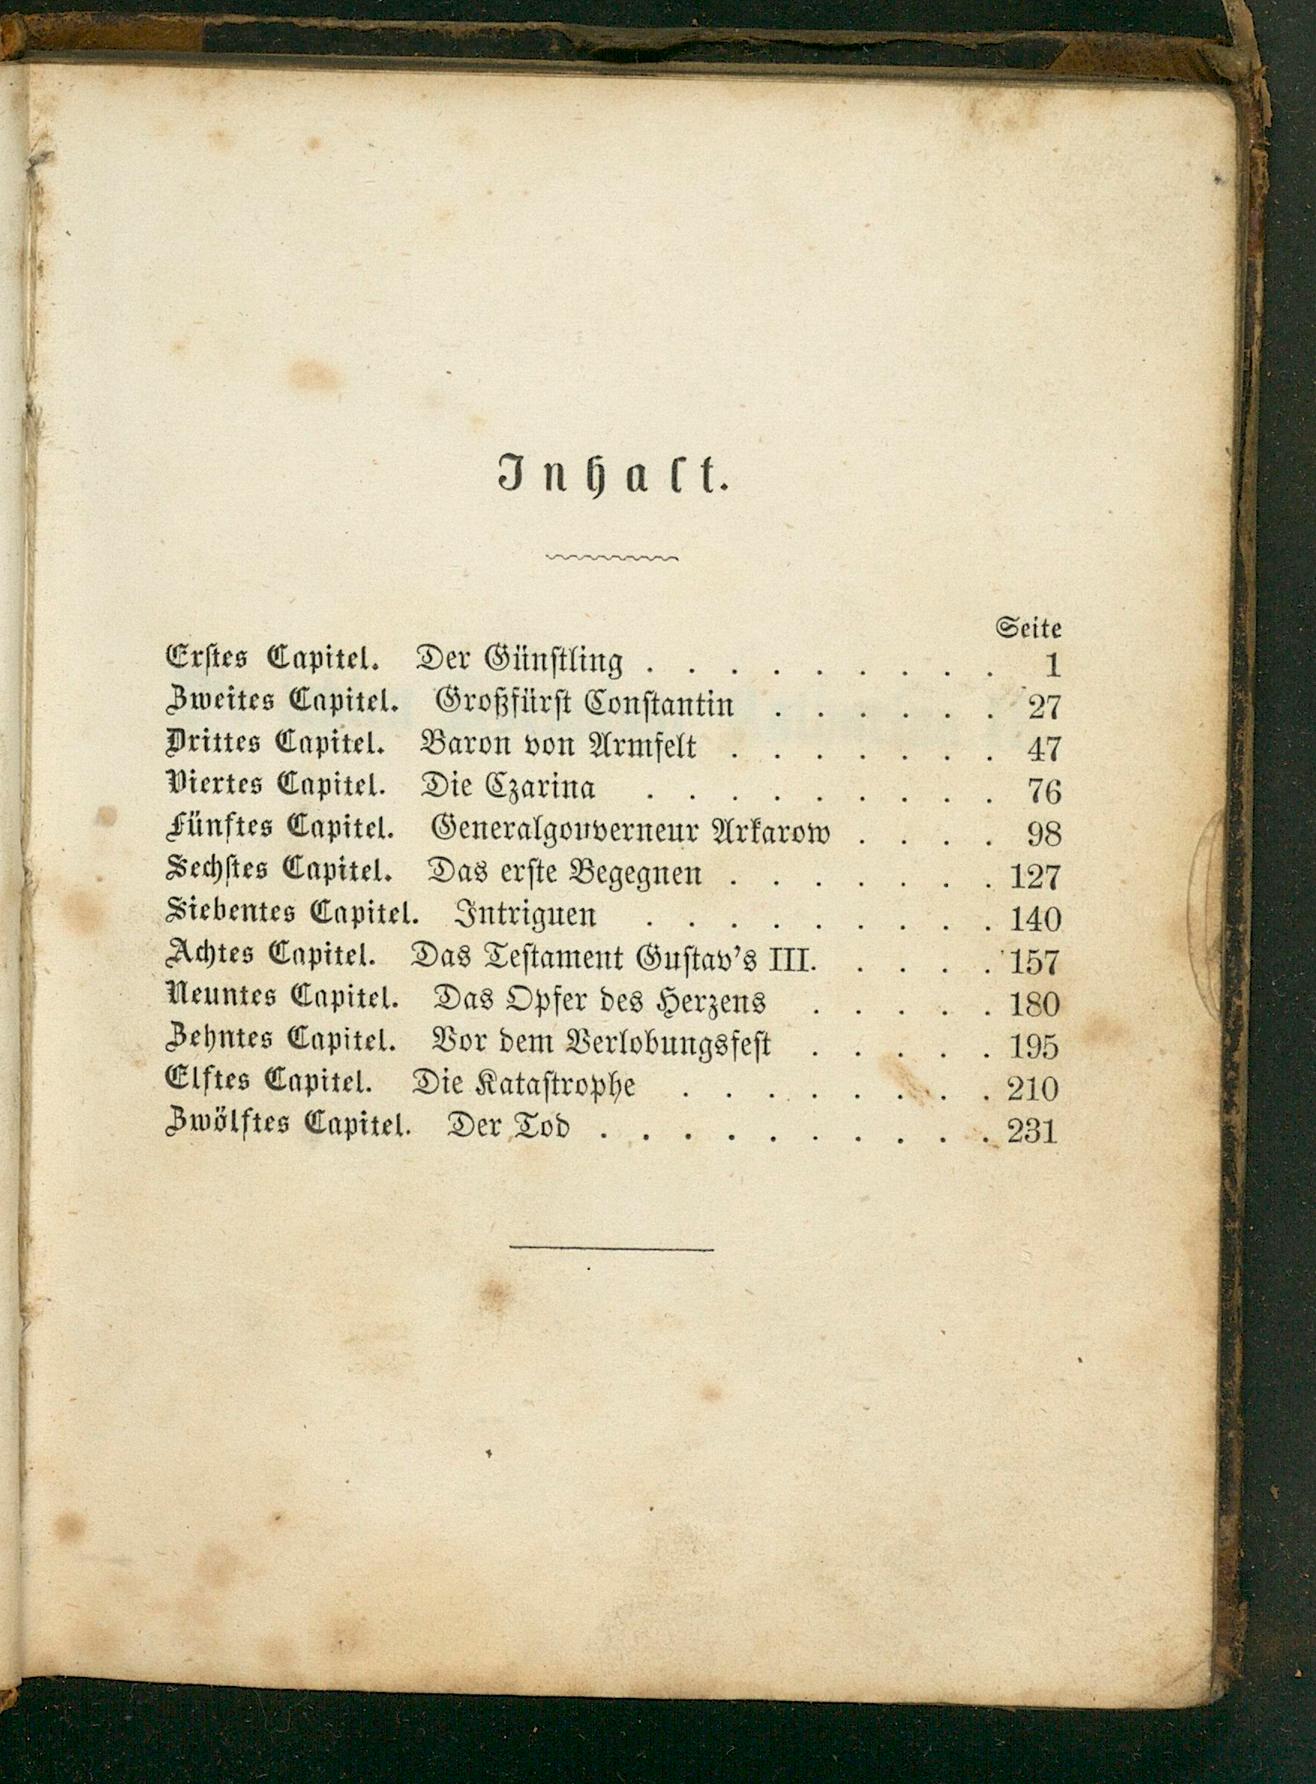 Inhalt.
Seite
Erstes Capitel. Der Günstling . . . . . . . . . 1
Zweites Capitel. Großfürst Constantin . . . . . . 27
Drittes Capitel. Baron von Armfelt . . . . . . . 47
Viertes Capitel. Die Czarina . . . . . . . . . 76
Fünftes Capitel. Generalgouverneur Arkarow . . . . 98
Sechstes Capitel. Das erste Begegnen . . . . . . . 127
Siebentes Capitel. Intriguen . . . . . . . . . 140
Achtes Capitel. Das Testament Gustav's III. . . . . 157
Neuntes Capitel. Das Opfer des Herzens . . . . . 180
Zehntes Capitel. Vor dem Verlobungsfest . . . . . 195
Elftes Capitel. Die Katastrophe . . . . . . . . 210
Zwölftes Capitel. Der Tod . . . . . . . . . . 231